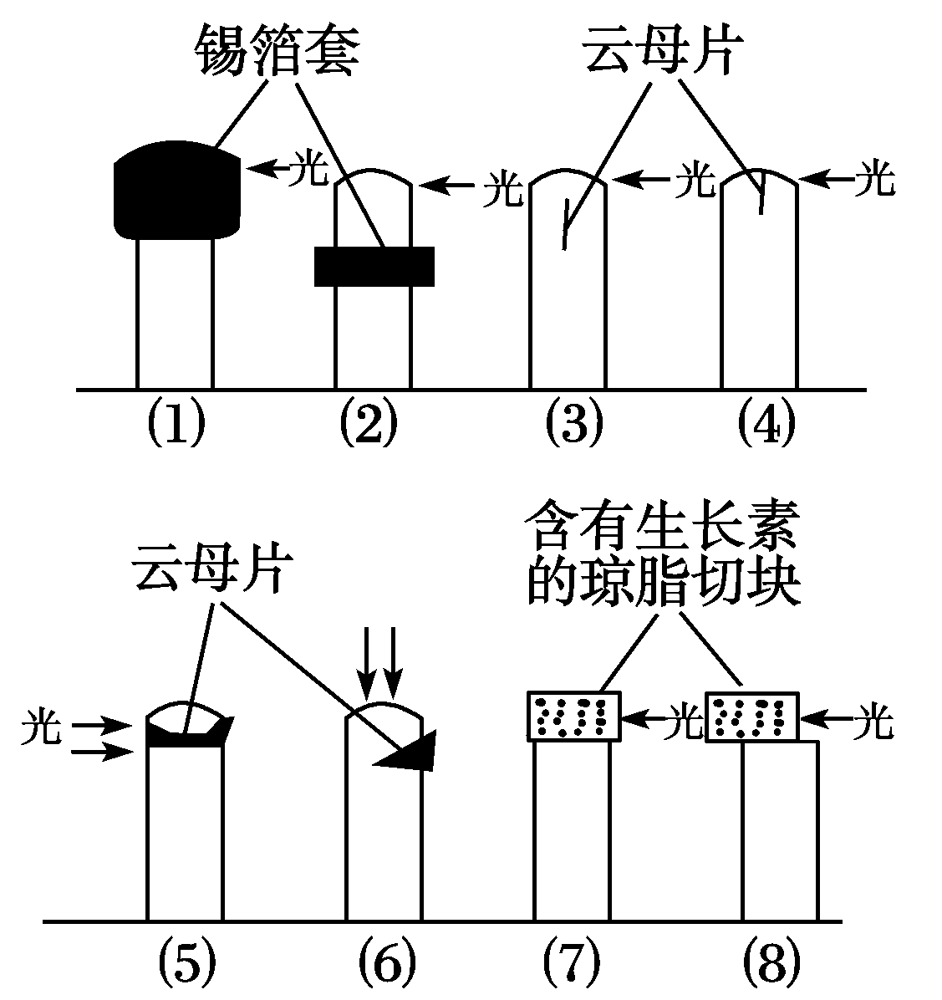 锡箔套 云母片
光 光 光 光
(1) (2) (3) (4)
含有生长素
云母片 的琼脂切块
光 光 光
(5) (6) (7) (8)